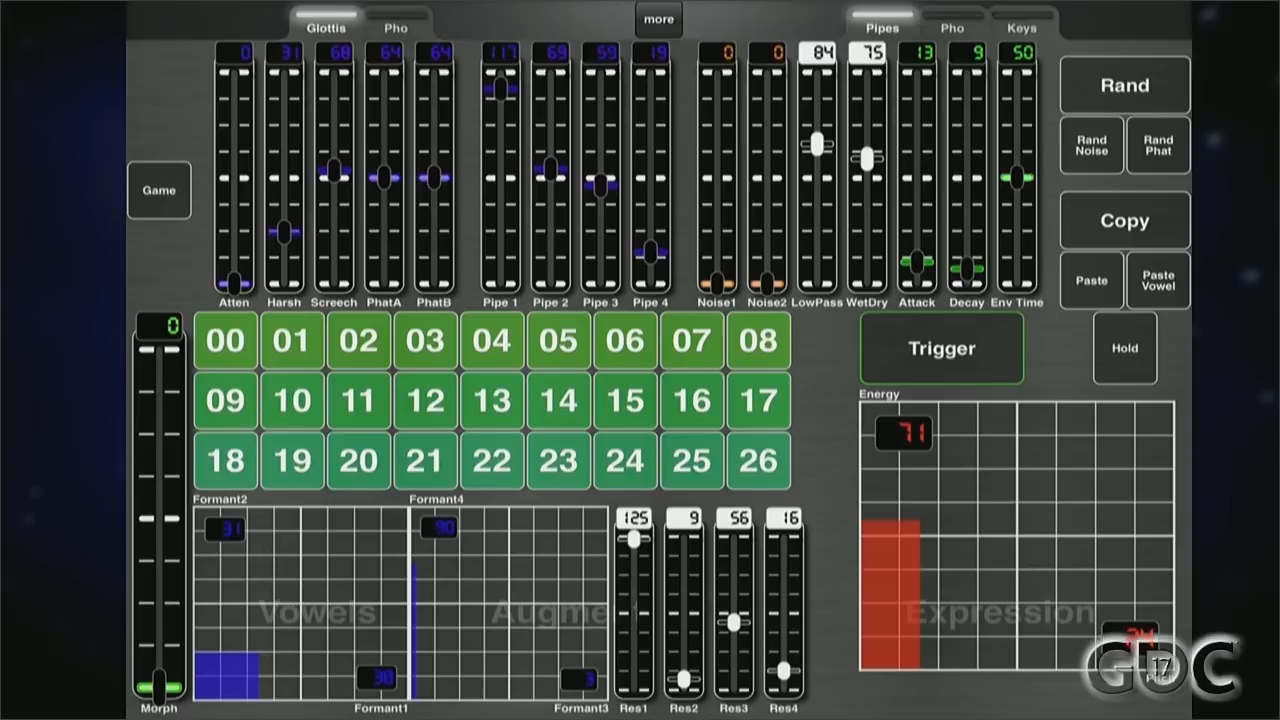 more
Glottis Pho Pipes Pho Keys
0 31 68 64 64 117 69 59 19 0 0 84 75 13 9 50
Rand
Rand Noise
Rand Phat
Game
Copy
Paste
Paste Vowel
Atten Harsh Screech PhatA PhatB Pipe 1 Pipe 2 Pipe 3 Pipe 4 Noise1 Noise2 LowPass WetDry Attack Decay Env Time
0
00 01 02 03 04 05 06 07 08
Trigger
Hold
09 10 11 12 13 14 15 16 17
Energy
71
18 19 20 21 22 23 24 25 26
Formant2 Formant4
31 90
125 9 56 16
Vowels Augme
Expression
24
30 3
GDC
17
Morph Formant1 Formant3 Res1 Res2 Res3 Res4